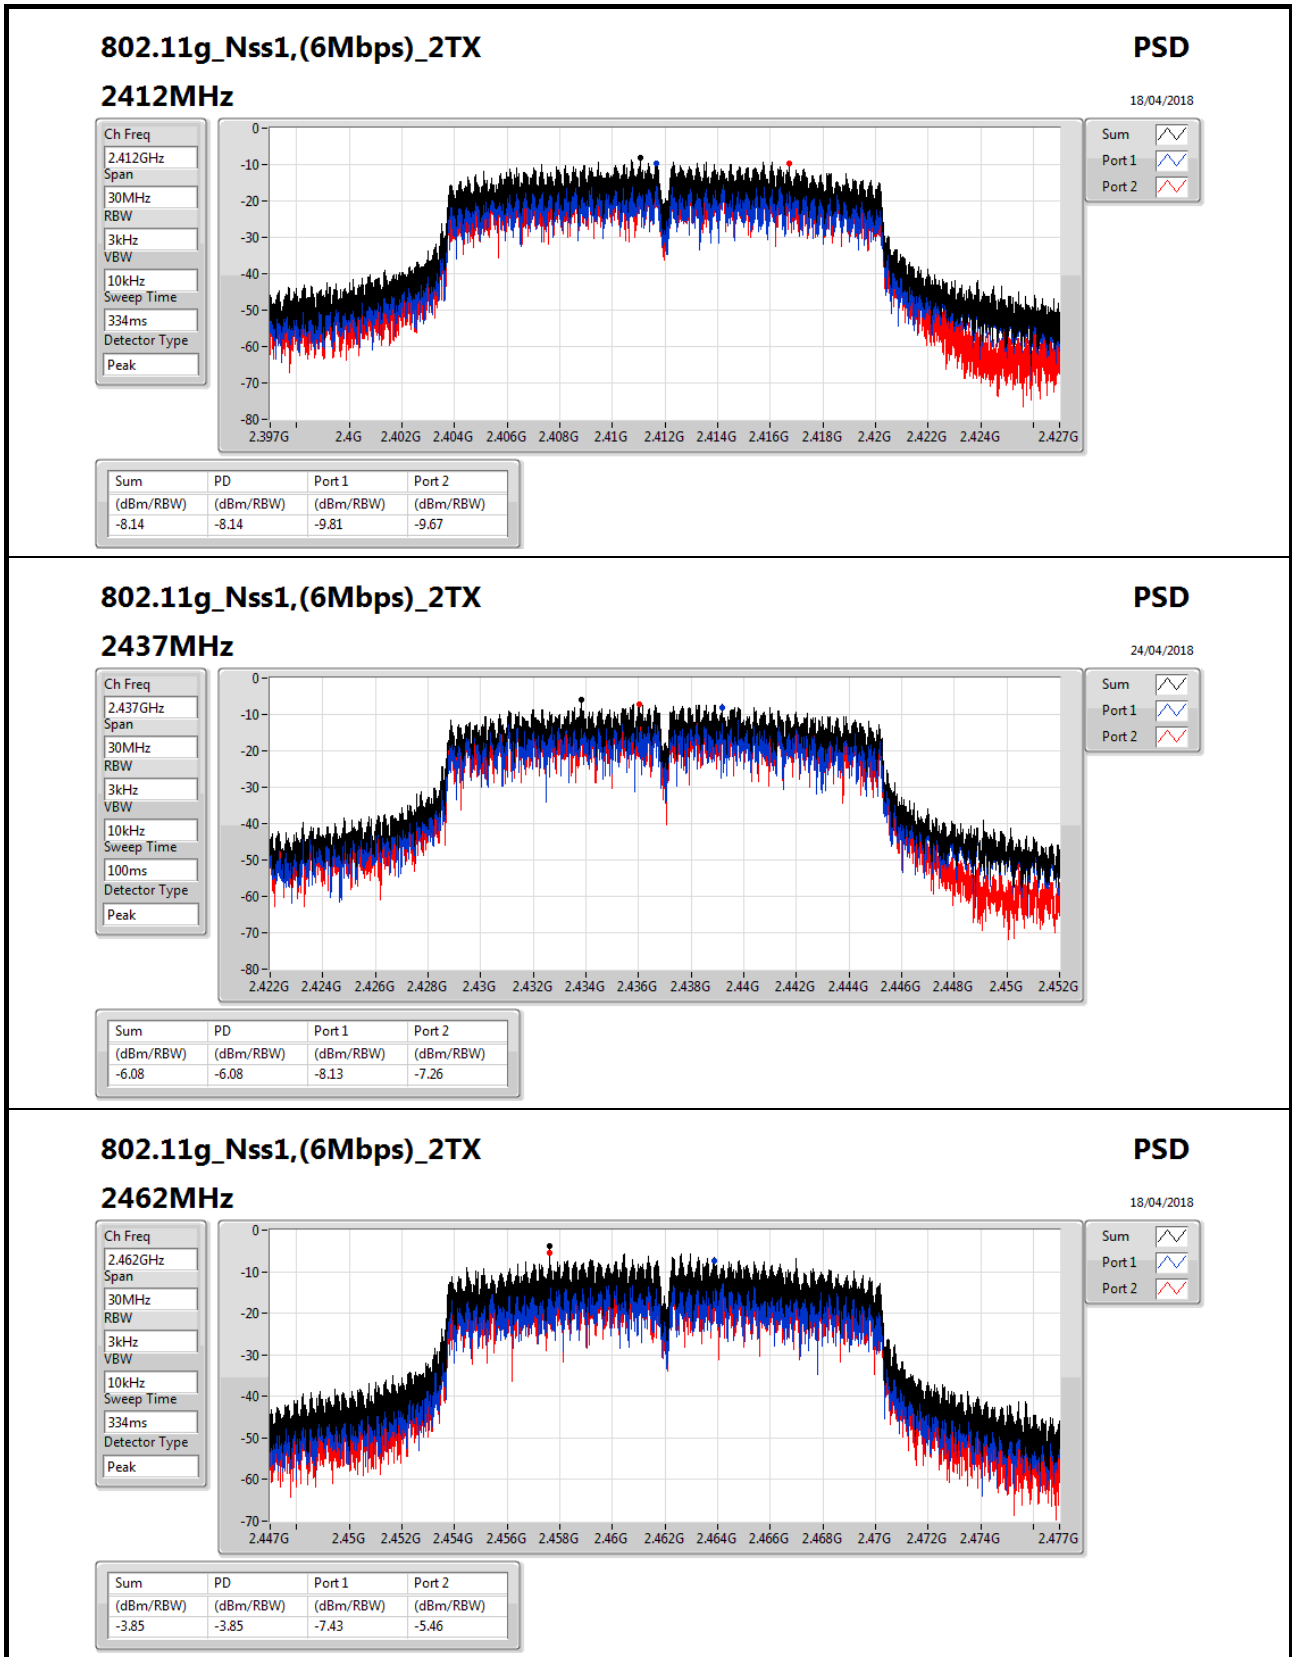 802.11g_Nss1,(6Mbps)_2TX PSD
2412MHz 18/04/2018
Ch Freq
2.412GHz
Span
30MHz
RBW
3kHz
VBW
10kHz
Sweep Time
334ms
Detector Type
Peak
0
-10
-20
-30
-40
-50
-60
-70
-80
2.397G 2.4G 2.402G 2.404G 2.406G 2.408G 2.41G 2.412G 2.414G 2.416G 2.418G 2.42G 2.422G 2.424G 2.427G
Sum
Port 1
Port 2
Sum PD Port 1 Port 2
(dBm/RBW) (dBm/RBW) (dBm/RBW) (dBm/RBW)
-8.14 -8.14 -9.81 -9.67
802.11g_Nss1,(6Mbps)_2TX PSD
2437MHz 24/04/2018
Ch Freq
2.437GHz
Span
30MHz
RBW
3kHz
VBW
10kHz
Sweep Time
100ms
Detector Type
Peak
0
-10
-20
-30
-40
-50
-60
-70
-80
2.422G 2.424G 2.426G 2.428G 2.43G 2.432G 2.434G 2.436G 2.438G 2.44G 2.442G 2.444G 2.446G 2.448G 2.45G 2.452G
Sum
Port 1
Port 2
Sum PD Port 1 Port 2
(dBm/RBW) (dBm/RBW) (dBm/RBW) (dBm/RBW)
-6.08 -6.08 -8.13 -7.26
802.11g_Nss1,(6Mbps)_2TX PSD
2462MHz 18/04/2018
Ch Freq
2.462GHz
Span
30MHz
RBW
3kHz
VBW
10kHz
Sweep Time
334ms
Detector Type
Peak
0
-10
-20
-30
-40
-50
-60
-70
2.447G 2.45G 2.452G 2.454G 2.456G 2.458G 2.46G 2.462G 2.464G 2.466G 2.468G 2.47G 2.472G 2.474G 2.477G
Sum
Port 1
Port 2
Sum PD Port 1 Port 2
(dBm/RBW) (dBm/RBW) (dBm/RBW) (dBm/RBW)
-3.85 -3.85 -7.43 -5.46